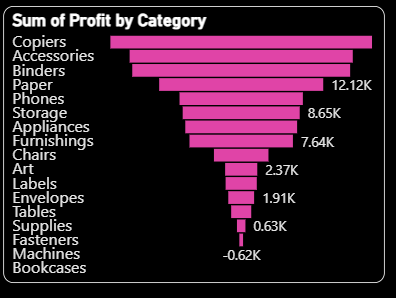 Sum of Profit by Category
Copiers
Accessories
Binders
Paper 12.12K
Phones
Storage 8.65K
Appliances
Furnishings 7.64K
Chairs
Art 2.37K
Labels
Envelopes 1.91K
Tables
Supplies 0.63K
Fasteners
Machines -0.62K
Bookcases